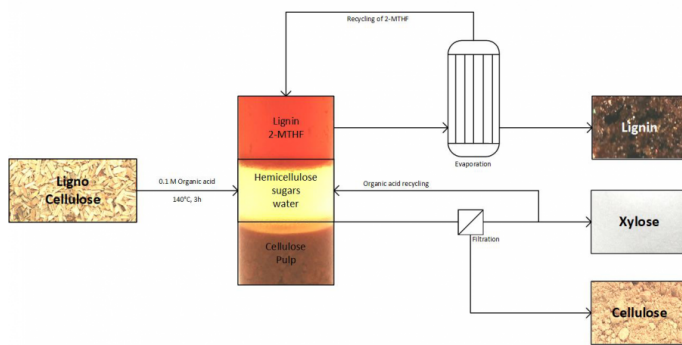 Recycling of 2-MTHF
Lignin
2-MTHF
Lignin
Evaporation
Ligno
Cellulose
0.1 M Organic acid
140°C, 3h
Hemicellulose
sugars
water
Organic acid recycling
Xylose
Filtration
Cellulose
Pulp
Cellulose